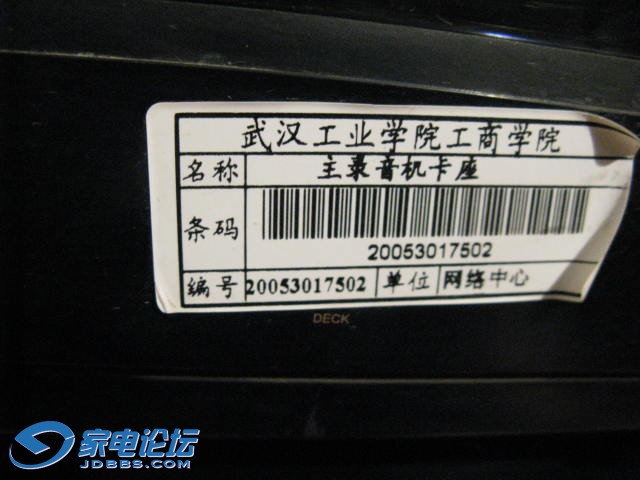 武汉工业学院工商学院
名称 主录音机卡座
条码
20053017502
编号 20053017502 单位 网络中心
DECK
家电论坛
JDBBS.COM